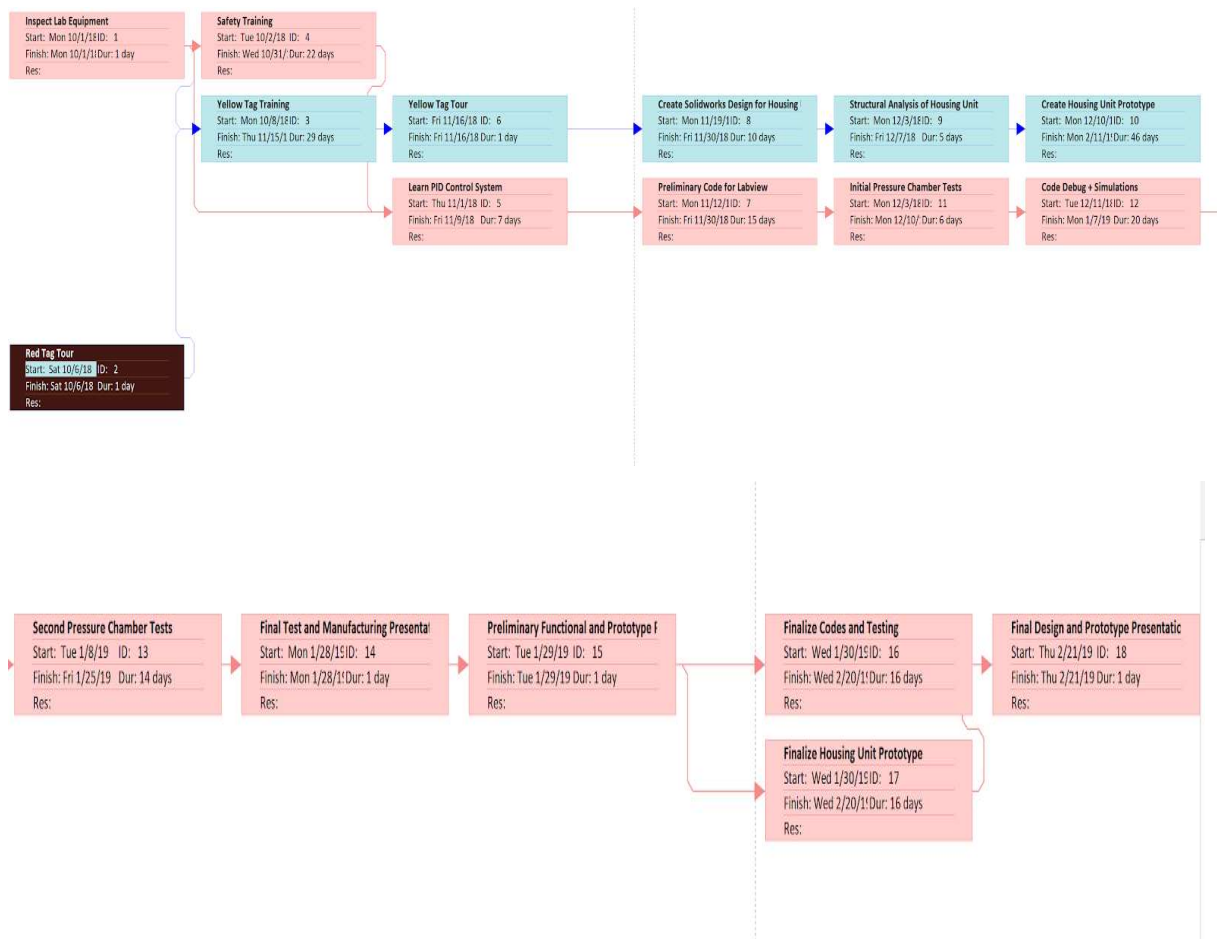 Inspect Lab Equipment
Start: Mon 10/1/18 ID: 1
Finish: Mon 10/1/1 Dur: 1 day
Res:
Safety Training
Start: Tue 10/2/18 ID: 4
Finish: Wed 10/31/ Dur: 22 days
Res:
Yellow Tag Training
Start: Mon 10/8/18 ID: 3
Finish: Thu 11/15/1 Dur: 29 days
Res:
Yellow Tag Tour
Start: Fri 11/16/18 ID: 6
Finish: Fri 11/16/18 Dur: 1 day
Res:
Create Solidworks Design for Housing
Start: Mon 11/19/1 ID: 8
Finish: Fri 11/30/18 Dur: 10 days
Res:
Structural Analysis of Housing Unit
Start: Mon 12/3/18 ID: 9
Finish: Fri 12/7/18 Dur: 5 days
Res:
Create Housing Unit Prototype
Start: Mon 12/10/1 ID: 10
Finish: Mon 2/11/1 Dur: 46 days
Res:
Learn PID Control System
Start: Thu 11/1/18 ID: 5
Finish: Fri 11/9/18 Dur: 7 days
Res:
Preliminary Code for Labview
Start: Mon 11/12/1 ID: 7
Finish: Fri 11/30/18 Dur: 15 days
Res:
Initial Pressure Chamber Tests
Start: Mon 12/3/18 ID: 11
Finish: Mon 12/10/ Dur: 6 days
Res:
Code Debug + Simulations
Start: Tue 12/11/18 ID: 12
Finish: Mon 1/7/19 Dur: 20 days
Res:
Red Tag Tour
Start: Sat 10/6/18 ID: 2
Finish: Sat 10/6/18 Dur: 1 day
Res:
Second Pressure Chamber Tests
Start: Tue 1/8/19 ID: 13
Finish: Fri 1/25/19 Dur: 14 days
Res:
Final Test and Manufacturing Presenta
Start: Mon 1/28/19 ID: 14
Finish: Mon 1/28/1 Dur: 1 day
Res:
Preliminary Functional and Prototype
Start: Tue 1/29/19 ID: 15
Finish: Tue 1/29/19 Dur: 1 day
Res:
Finalize Codes and Testing
Start: Wed 1/30/19 ID: 16
Finish: Wed 2/20/1 Dur: 16 days
Res:
Final Design and Prototype Presentatic
Start: Thu 2/21/19 ID: 18
Finish: Thu 2/21/19 Dur: 1 day
Res:
Finalize Housing Unit Prototype
Start: Wed 1/30/19 ID: 17
Finish: Wed 2/20/1 Dur: 16 days
Res: